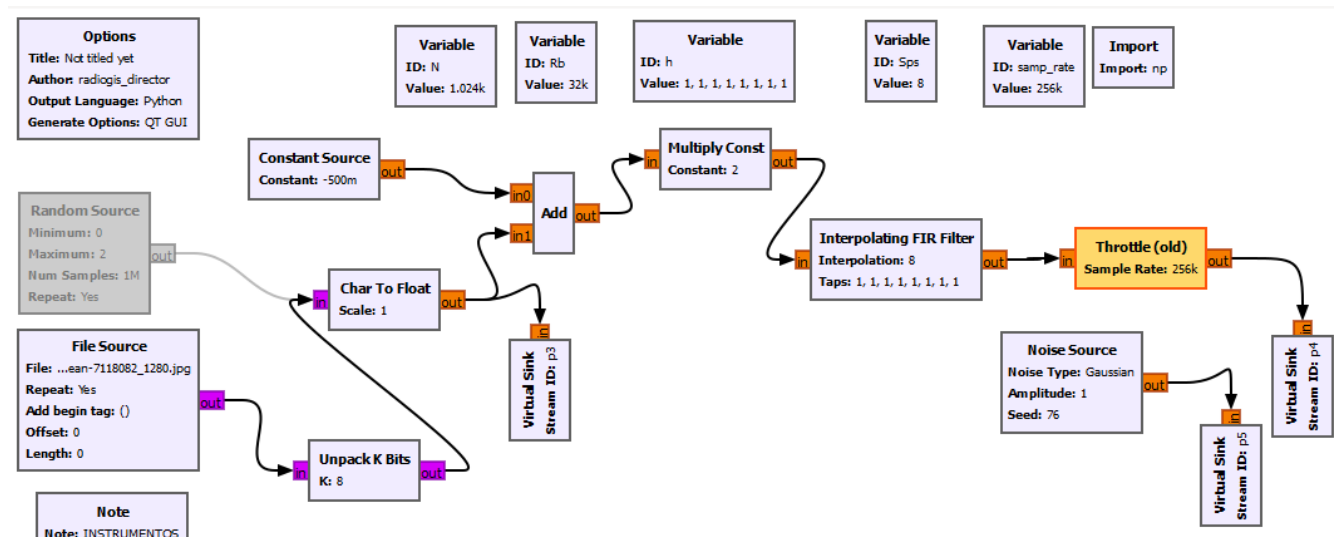 Options
Title: Not titled yet
Author: radiogis_director
Output Language: Python
Generate Options: QT GUI
Variable
ID: N
Value: 1.024k
Variable
ID: Rb
Value: 32k
Variable
ID: h
Value: 1, 1, 1, 1, 1, 1, 1, 1
Variable
ID: Sps
Value: 8
Variable
ID: samp_rate
Value: 256k
Import
Import: np
Constant Source
Constant: -500m
out
in0
in1
Add
out
in
Multiply Const
Constant: 2
out
Random Source
Minimum: 0
Maximum: 2
Num Samples: 1M
Repeat: Yes
out
in
Char To Float
Scale: 1
out
in
Interpolating FIR Filter
Interpolation: 8
Taps: 1, 1, 1, 1, 1, 1, 1, 1
out
in
Throttle (old)
Sample Rate: 256k
out
File Source
File: ...ean-7118082_1280.jpg
Repeat: Yes
Add begin tag: ()
Offset: 0
Length: 0
out
in
Unpack K Bits
K: 8
out
in
Virtual Sink
Stream ID: p3
Noise Source
Noise Type: Gaussian
Amplitude: 1
Seed: 76
out
in
Virtual Sink
Stream ID: p5
in
Virtual Sink
Stream ID: p4
Note
Note: INSTRUMENTOS